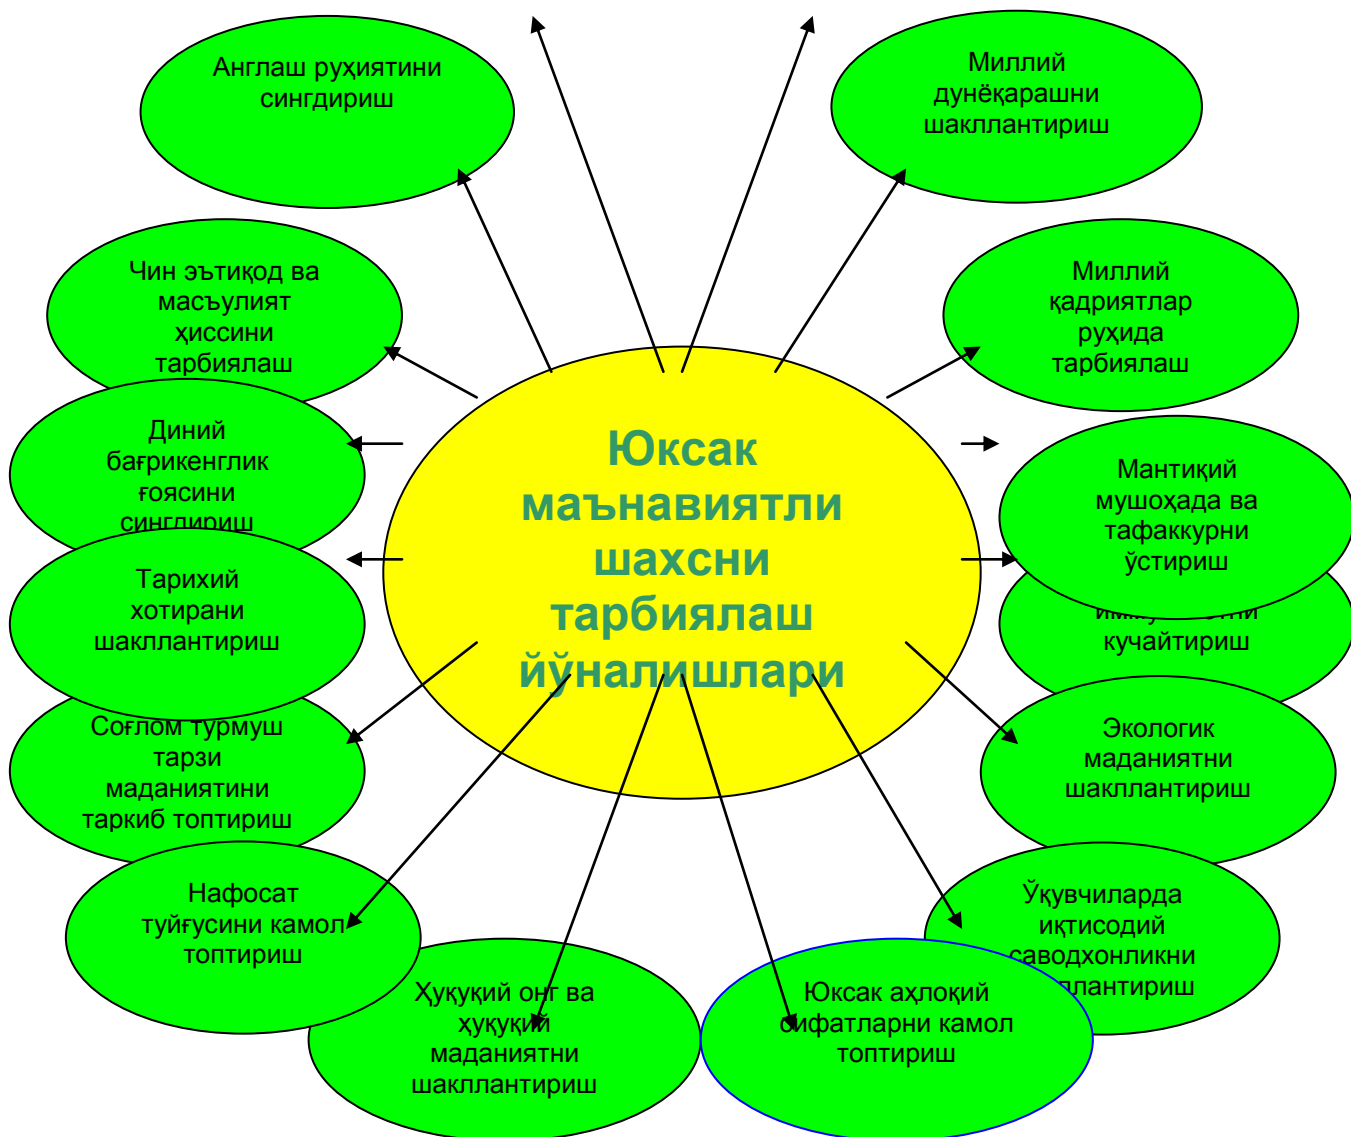 Англаш руҳиятини
сингдириш
Миллий
дунёқарашни
шакллантириш
Чин эътиқод ва
масъулият
ҳиссини
тарбиялаш
Миллий
қадриятлар
руҳида
тарбиялаш
Диний
бағрикенглик
ғоясини
сингдириш
Юксак
маънавиятли
шахсни
тарбиялаш
йўналишлари
Мантиқий
мушоҳада ва
тафаккурни
ўстириш
Тарихий
хотирани
шакллантириш
кучайтириш
Соғлом турмуш
тарзи
маданиятини
таркиб топтириш
Экологик
маданиятни
шакллантириш
Нафосат
туйғусини камол
топтириш
Ўқувчиларда
иқтисодий
саводхонликни
Ҳуқуқий онг ва
ҳуқуқий
маданиятни
шакллантириш
Юксак аҳлоқий
сифатларни камол
топтириш